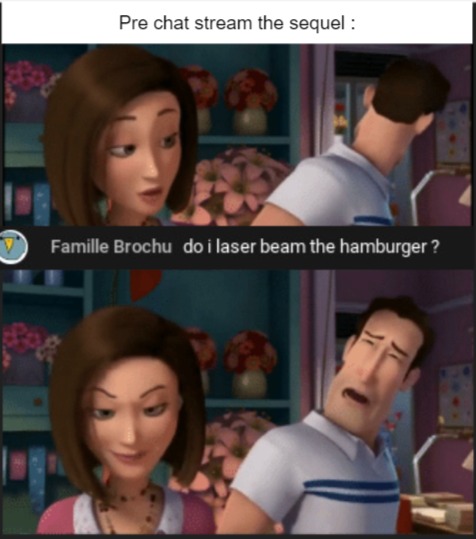 Pre chat stream the sequel :
Famille Brochu do i laser beam the hamburger ?